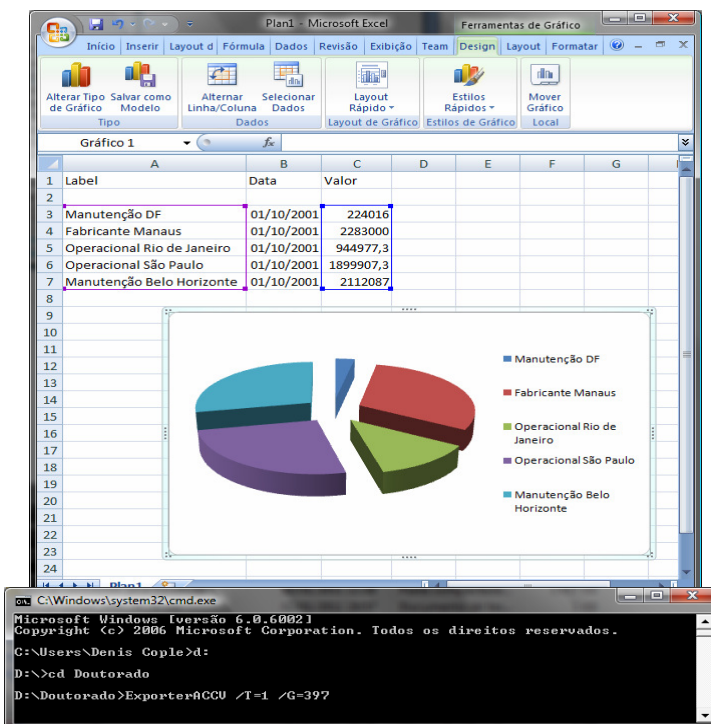 Plan1 - Microsoft Excel
Ferramentas de Gráfico
Início Inserir Layout d Fórmula Dados Revisão Exibição Team Design Layout Formatar
Alterar Tipo de Gráfico
Salvar como Modelo
Alternar Linha/Coluna
Selecionar Dados
Layout Rápido
Estilos Rápidos
Mover Gráfico
Tipo
Dados
Layout de Gráfico
Estilos de Gráfico
Local
Gráfico 1
fx
A B C D E F G
1 Label Data Valor
2
3 Manutenção DF 01/10/2001 224016
4 Fabricante Manaus 01/10/2001 2283000
5 Operacional Rio de Janeiro 01/10/2001 944977,3
6 Operacional São Paulo 01/10/2001 1899907,3
7 Manutenção Belo Horizonte 01/10/2001 2112087
8
9
10
11
12
13
14
15
16
17
18
19
20
21
22
23
24
Manutenção DF
Fabricante Manaus
Operacional Rio de
Janeiro
Operacional São Paulo
Manutenção Belo
Horizonte
Plan1
C:\Windows\system32\cmd.exe
Microsoft Windows [versão 6.0.6002]
Copyright (c) 2006 Microsoft Corporation. Todos os direitos reservados.
C:\Users\Denis Cople>d:
D:\>cd Doutorado
D:\Doutorado>ExporterACCV /T=1 /G=397